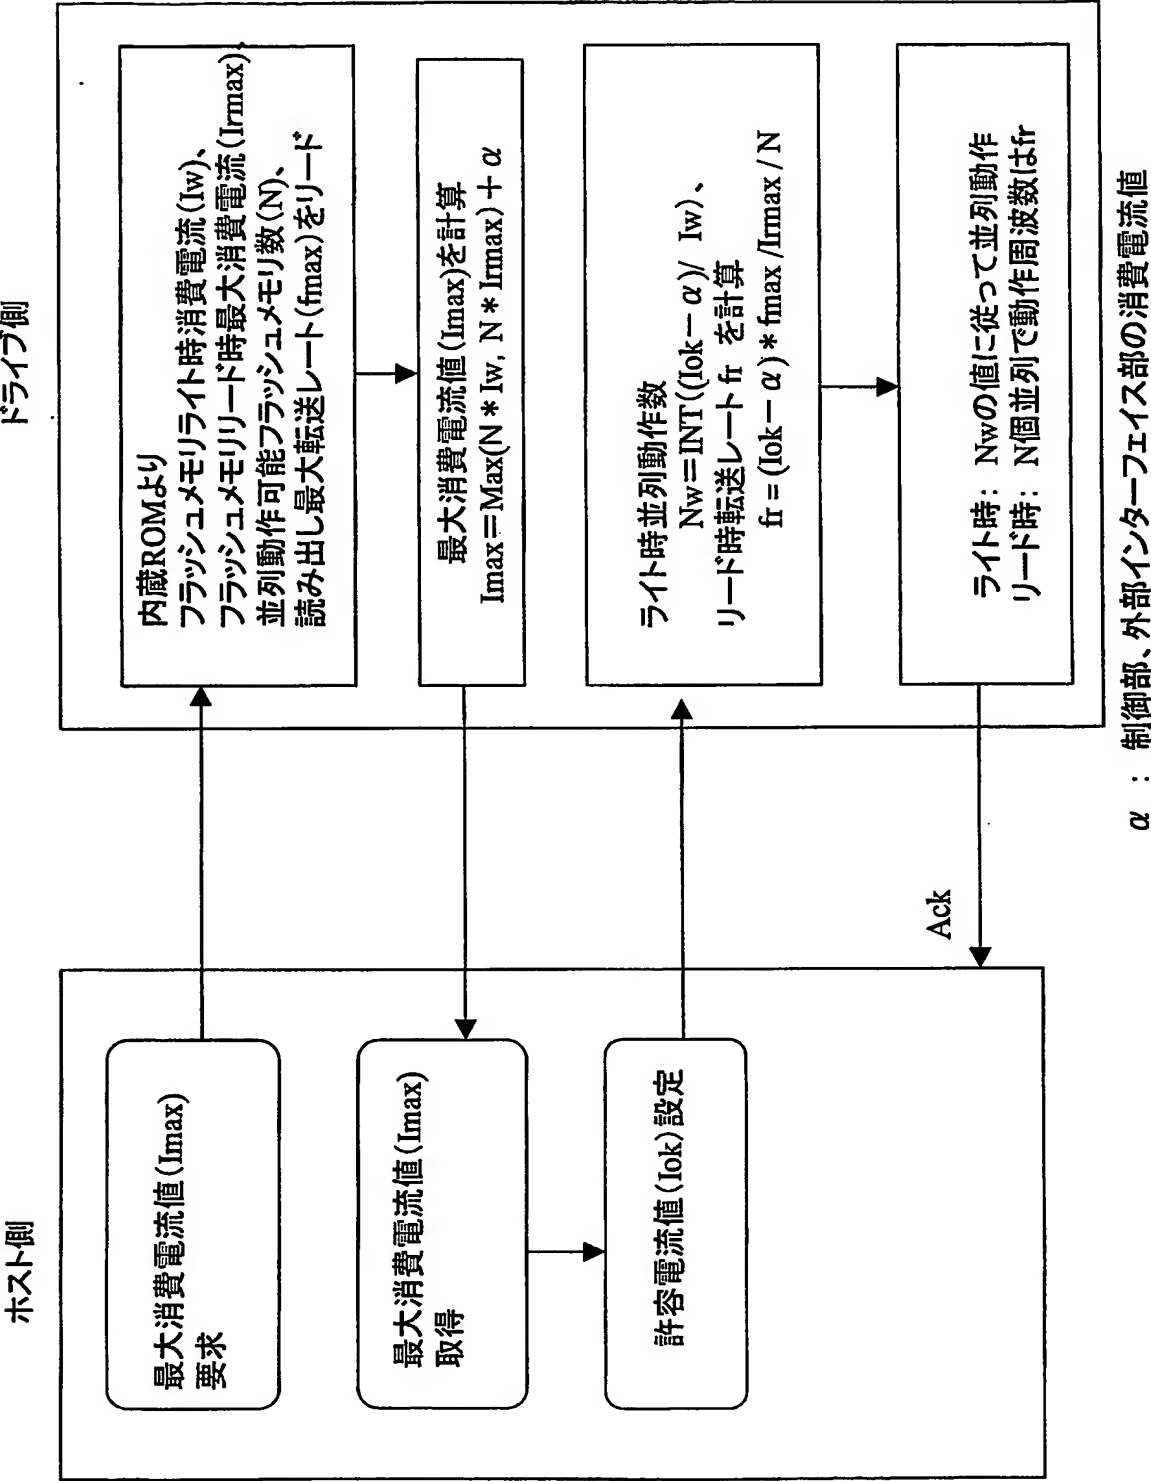 ホスト側
最大消費電流値(Imax)
要求
最大消費電流値(Imax)
取得
許容電流値(Iok)設定
Ack
ドライブ側
内蔵ROMより
フラッシュメモリライト時消費電流(Iw)、
フラッシュメモリリード時最大消費電流(Irmax)、
並列動作可能フラッシュメモリ数(N)、
読み出し最大転送レート(fmax)をリード
最大消費電流値(Imax)を計算
Imax=Max(N*Iw, N*Irmax)+α
ライト時並列動作数
Nw=INT((Iok-α)/ Iw)、
リード時転送レートfr を計算
fr=(Iok-α)*fmax/Irmax/N
ライト時: Nwの値に従って並列動作
リード時: N個並列で動作周波数はfr
α : 制御部、外部インターフェイス部の消費電流値